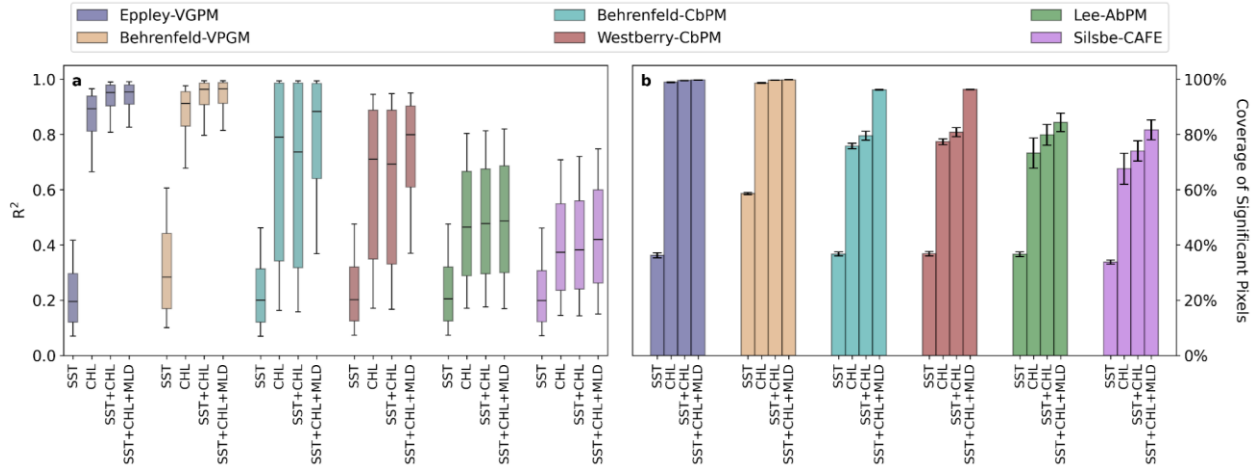 Eppley-VGPM Behrenfeld-CbPM Lee-AbPM
Behrenfeld-VPGM Westberry-CbPM Silsbe-CAFE
a
b
1.0
0.8
0.6
0.4
0.2
0.0
R²
100%
80%
60%
40%
20%
0%
Coverage of Significant Pixels
SST
CHL
SST+CHL
SST+CHL+MLD
SST
CHL
SST+CHL
SST+CHL+MLD
SST
CHL
SST+CHL
SST+CHL+MLD
SST
CHL
SST+CHL
SST+CHL+MLD
SST
CHL
SST+CHL
SST+CHL+MLD
SST
CHL
SST+CHL
SST+CHL+MLD
SST
CHL
SST+CHL
SST+CHL+MLD
SST
CHL
SST+CHL
SST+CHL+MLD
SST
CHL
SST+CHL
SST+CHL+MLD
SST
CHL
SST+CHL
SST+CHL+MLD
SST
CHL
SST+CHL
SST+CHL+MLD
SST
CHL
SST+CHL
SST+CHL+MLD